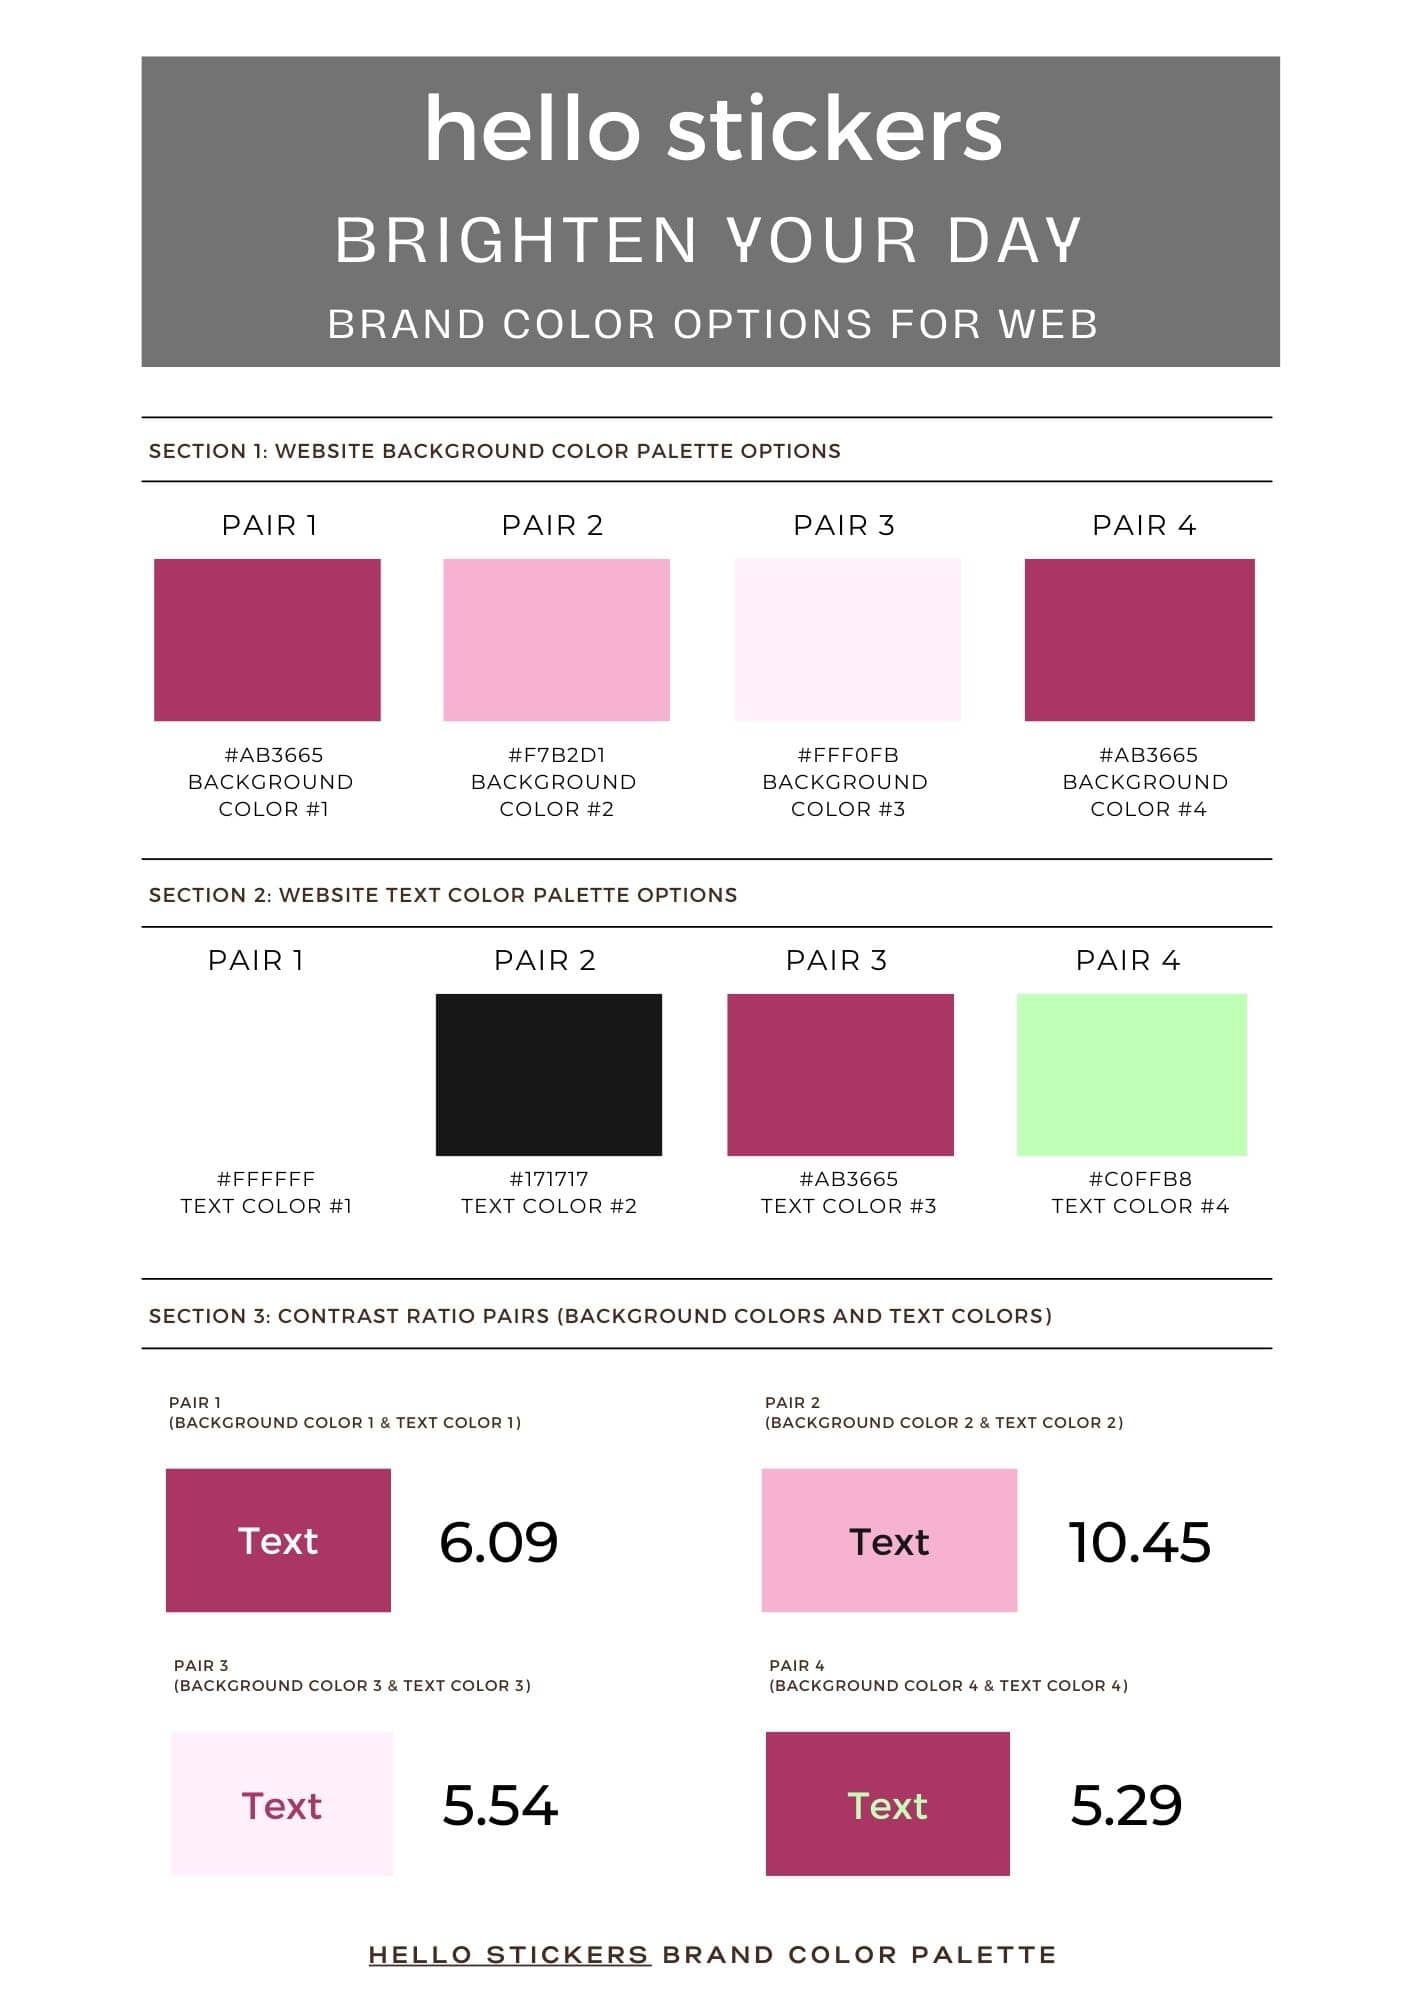 hello stickers
BRIGHTEN YOUR DAY
BRAND COLOR OPTIONS FOR WEB
SECTION 1: WEBSITE BACKGROUND COLOR PALETTE OPTIONS
PAIR 1
PAIR 2
PAIR 3
PAIR 4
#AB3665
BACKGROUND
COLOR #1
#F7B2D1
BACKGROUND
COLOR #2
#FFF0FB
BACKGROUND
COLOR #3
#AB3665
BACKGROUND
COLOR #4
SECTION 2: WEBSITE TEXT COLOR PALETTE OPTIONS
PAIR 1
PAIR 2
PAIR 3
PAIR 4
#FFFFFF
TEXT COLOR #1
#171717
TEXT COLOR #2
#AB3665
TEXT COLOR #3
#C0FFB8
TEXT COLOR #4
SECTION 3: CONTRAST RATIO PAIRS (BACKGROUND COLORS AND TEXT COLORS)
PAIR 1
(BACKGROUND COLOR 1 & TEXT COLOR 1)
Text
6.09
PAIR 2
(BACKGROUND COLOR 2 & TEXT COLOR 2)
Text
10.45
PAIR 3
(BACKGROUND COLOR 3 & TEXT COLOR 3)
Text
5.54
PAIR 4
(BACKGROUND COLOR 4 & TEXT COLOR 4)
Text
5.29
HELLO STICKERS BRAND COLOR PALETTE